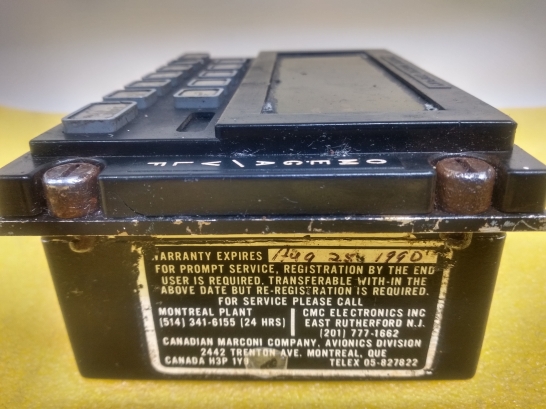 OMEGA/VLF
WARRANTY EXPIRES Aug 28th 1990
FOR PROMPT SERVICE, REGISTRATION BY THE END
USER IS REQUIRED. TRANSFERABLE WITH-IN THE
ABOVE DATE BUT RE-REGISTRATION IS REQUIRED.
FOR SERVICE PLEASE CALL
MONTREAL PLANT
(514) 341-6155 (24 HRS)
CMC ELECTRONICS INC
EAST RUTHERFORD N.J.
(201) 777-1662
CANADIAN MARCONI COMPANY, AVIONICS DIVISION
2442 TRENTON AVE. MONTREAL, QUE
CANADA H3P 1Y9 TELEX 05-827822